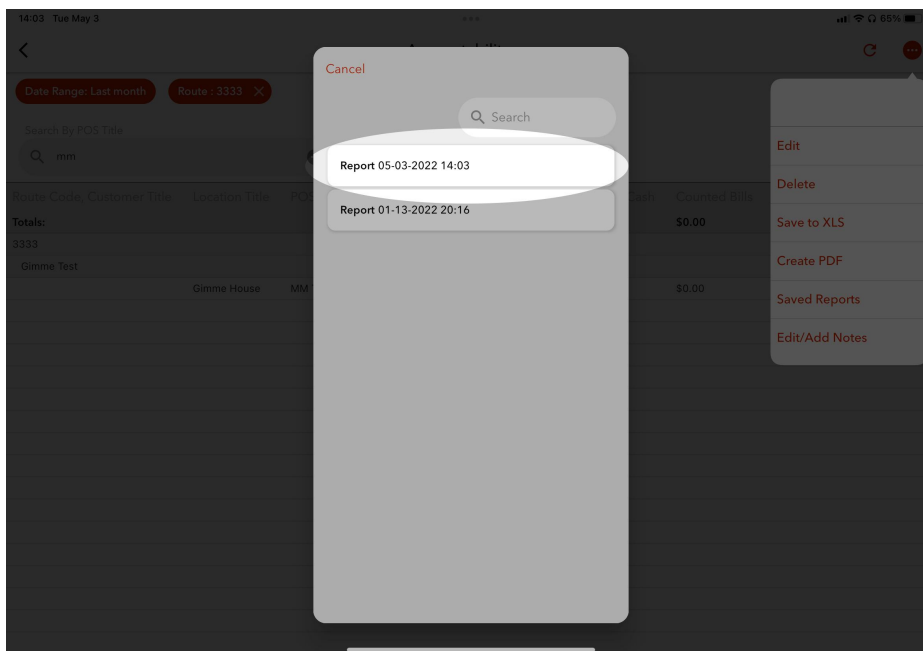 14:03 Tue May 3
65%
Cancel
Date Range: Last month
Route : 3333
Search
Search By POS Title
mm
Edit
Report 05-03-2022 14:03
Delete
Route Code, Customer Title Location Title POS Cash Counted Bills
Report 01-13-2022 20:16
Totals: $0.00
Save to XLS
3333
Gimme Test
Create PDF
Gimme House MM $0.00
Saved Reports
Edit/Add Notes